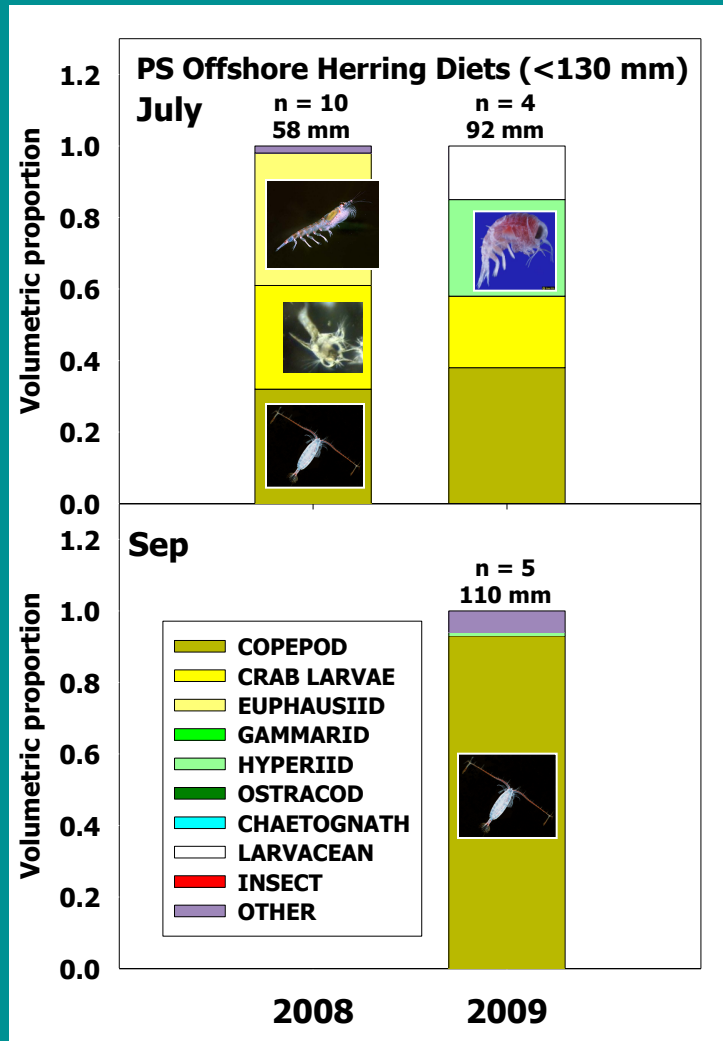 PS Offshore Herring Diets (<130 mm)
July
n = 10
58 mm
n = 4
92 mm
Volumetric proportion
1.2
1.0
0.8
0.6
0.4
0.2
0.0
Sep
n = 5
110 mm
Volumetric proportion
1.2
1.0
0.8
0.6
0.4
0.2
0.0
COPEPOD
CRAB LARVAE
EUPHAUSIID
GAMMARID
HYPERIID
OSTRACOD
CHAETOGNATH
LARVACEAN
INSECT
OTHER
2008
2009